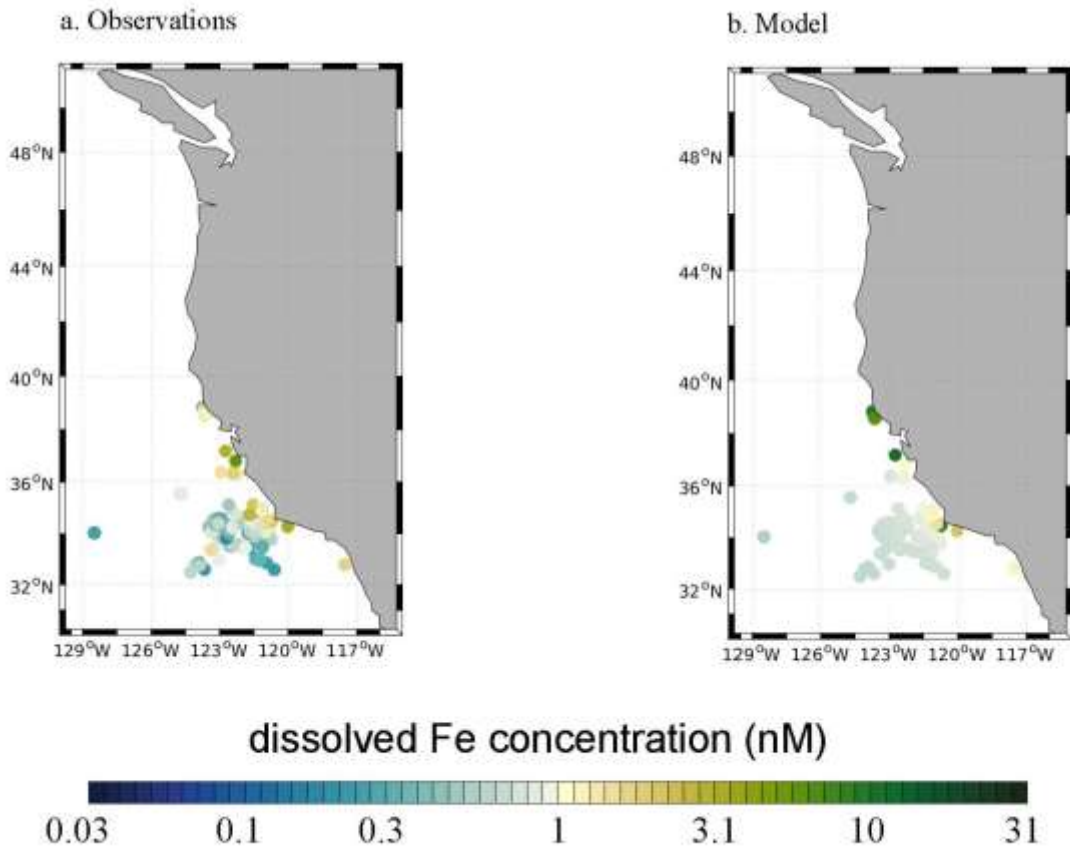 a. Observations
b. Model
48°N
44°N
40°N
36°N
32°N
129°W 126°W 123°W 120°W 117°W
48°N
44°N
40°N
36°N
32°N
129°W 126°W 123°W 120°W 117°W
dissolved Fe concentration (nM)
0.03 0.1 0.3 1 3.1 10 31